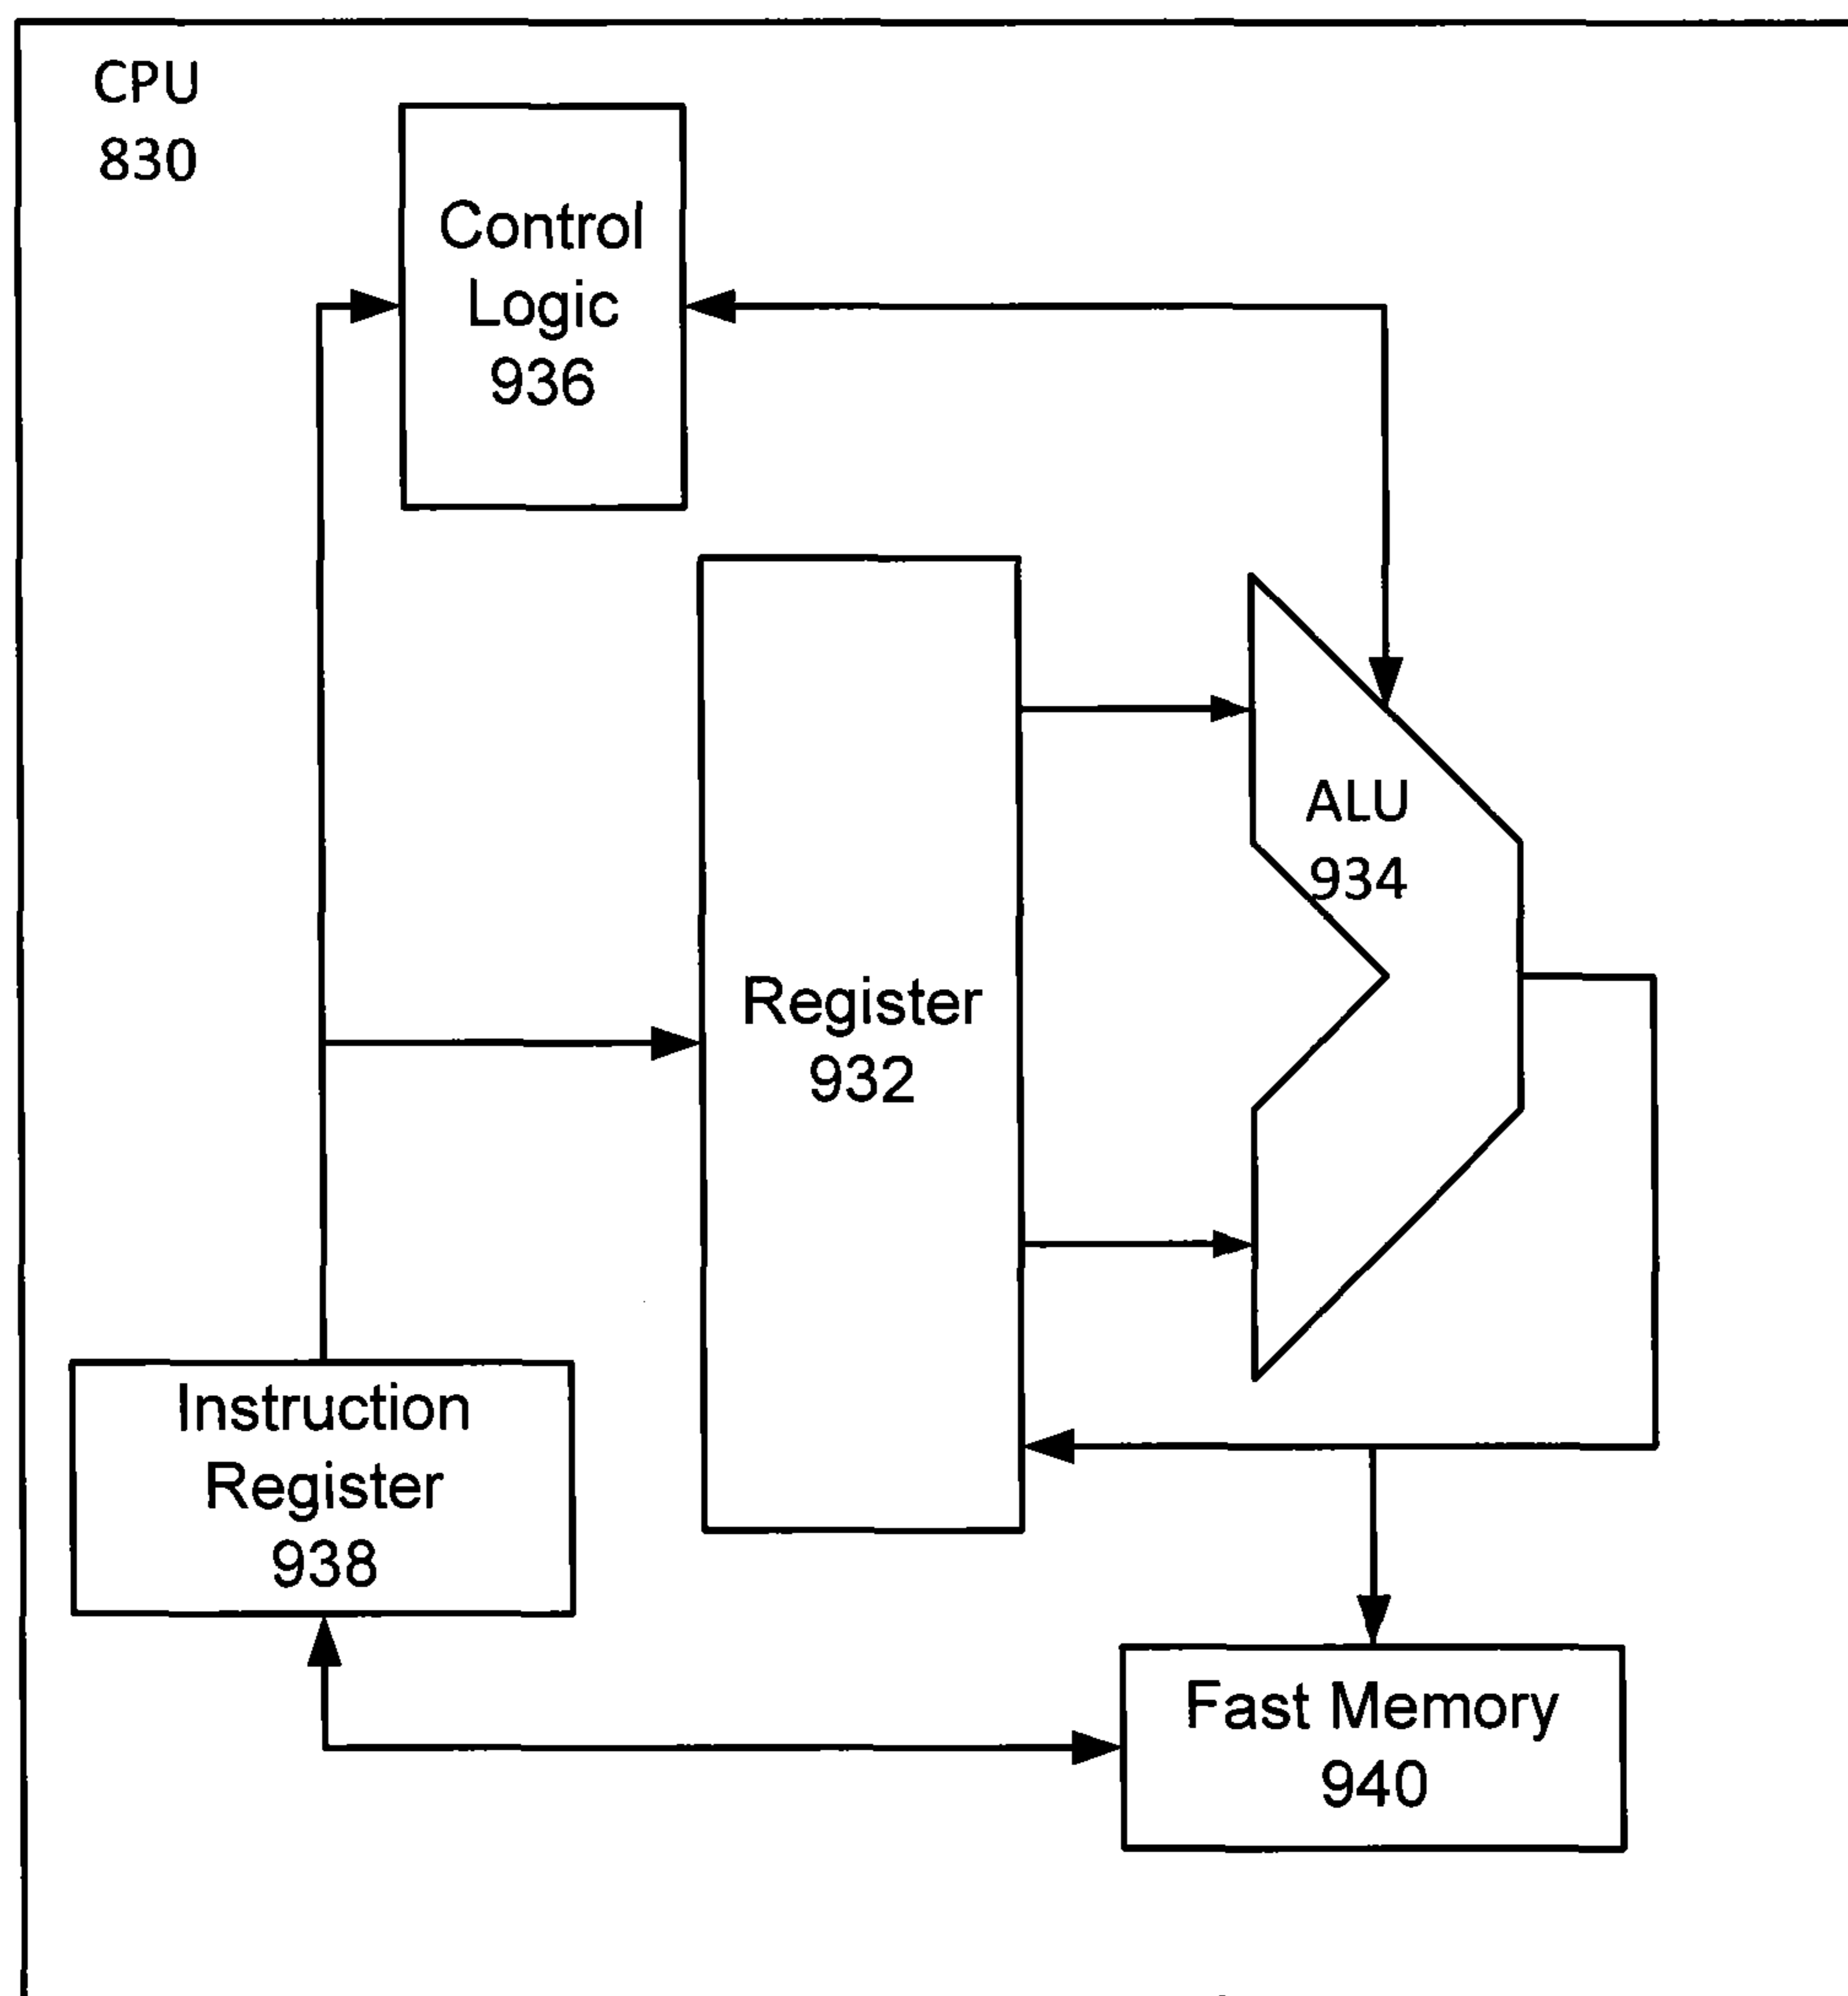 CPU
830
Control
Logic
936
ALU
934
Register
932
Instruction
Register
938
Fast Memory
940